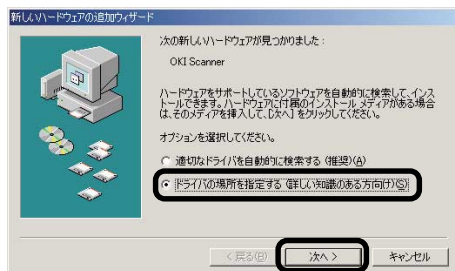 新しいハードウェアの追加ウィザード
次の新しいハードウェアが見つかりました:
OKI Scanner
ハードウェアをサポートしているソフトウェアを自動的に検索して、インス
トールできます。ハードウェアに付属のインストール メディアがある場合
は、そのメディアを挿入して、[次へ] をクリックしてください。
オプションを選択してください。
適切なドライバを自動的に検索する (推奨)(A)
ドライバの場所を指定する (詳しい知識のある方向け)(S)
< 戻る(B)
次へ >
キャンセル